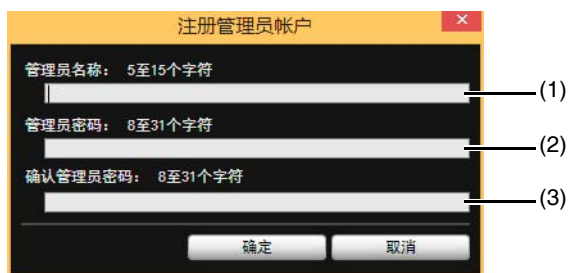 注册管理员帐户
×
管理员名称： 5至15个字符
(1)
管理员密码： 8至31个字符
(2)
确认管理员密码： 8至31个字符
(3)
确定 取消